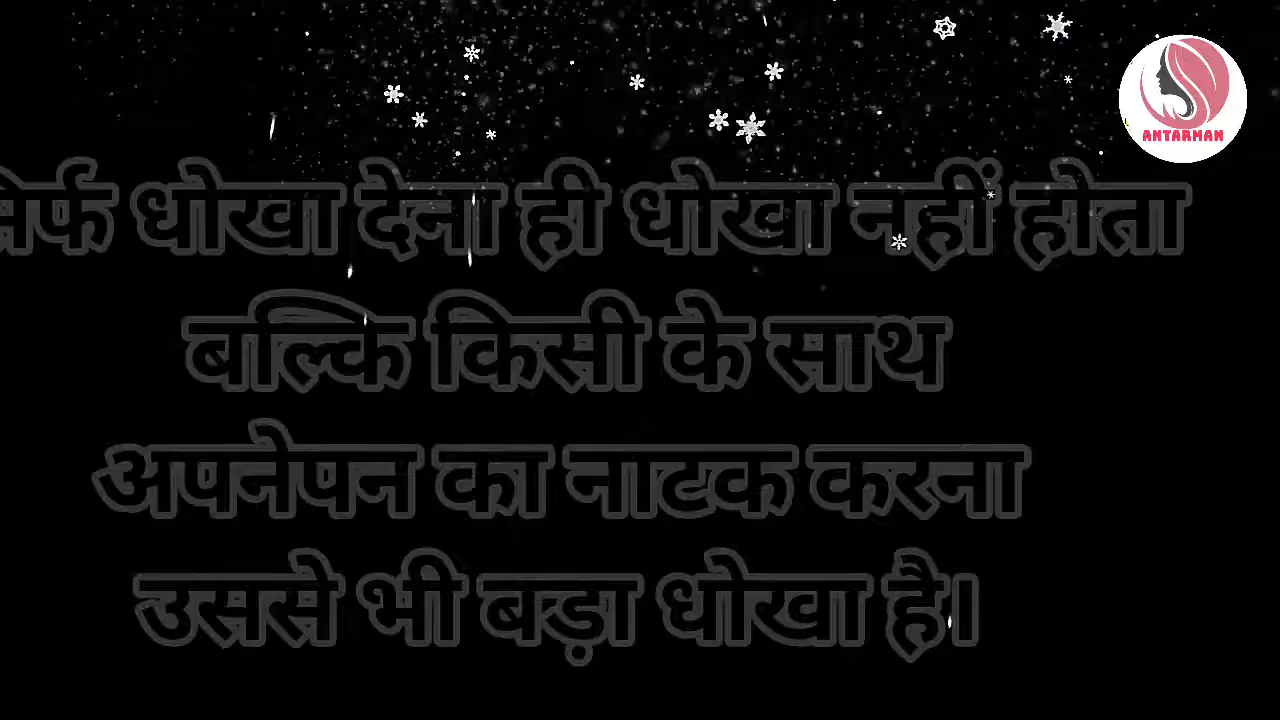 ANTARMAN
सिर्फ धोखा देना ही धोखा नहीं होता
बल्कि किसी के साथ
अपनेपन का नाटक करना
उससे भी बड़ा धोखा है।